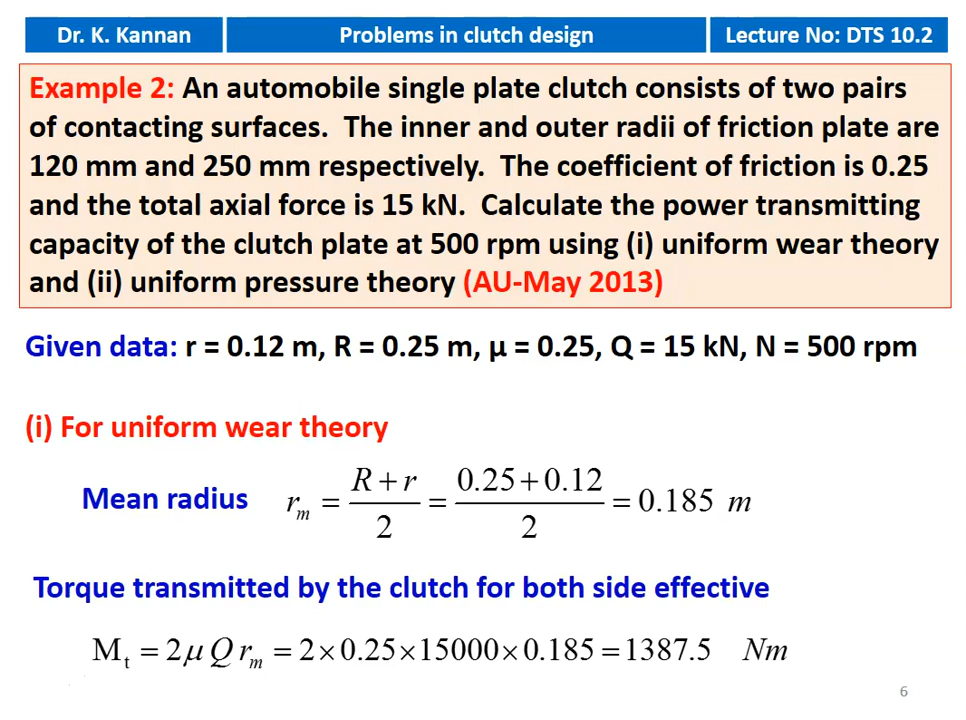 Dr. K. Kannan
Problems in clutch design
Lecture No: DTS 10.2
Example 2: An automobile single plate clutch consists of two pairs
of contacting surfaces. The inner and outer radii of friction plate are
120 mm and 250 mm respectively. The coefficient of friction is 0.25
and the total axial force is 15 kN. Calculate the power transmitting
capacity of the clutch plate at 500 rpm using (i) uniform wear theory
and (ii) uniform pressure theory (AU-May 2013)
Given data: r = 0.12 m, R = 0.25 m, µ = 0.25, Q = 15 kN, N = 500 rpm
(i) For uniform wear theory
Mean radius r_m = (R + r)/2 = (0.25 + 0.12)/2 = 0.185 m
Torque transmitted by the clutch for both side effective
M_t = 2 μ Q r_m = 2 × 0.25 × 15000 × 0.185 = 1387.5 Nm
6